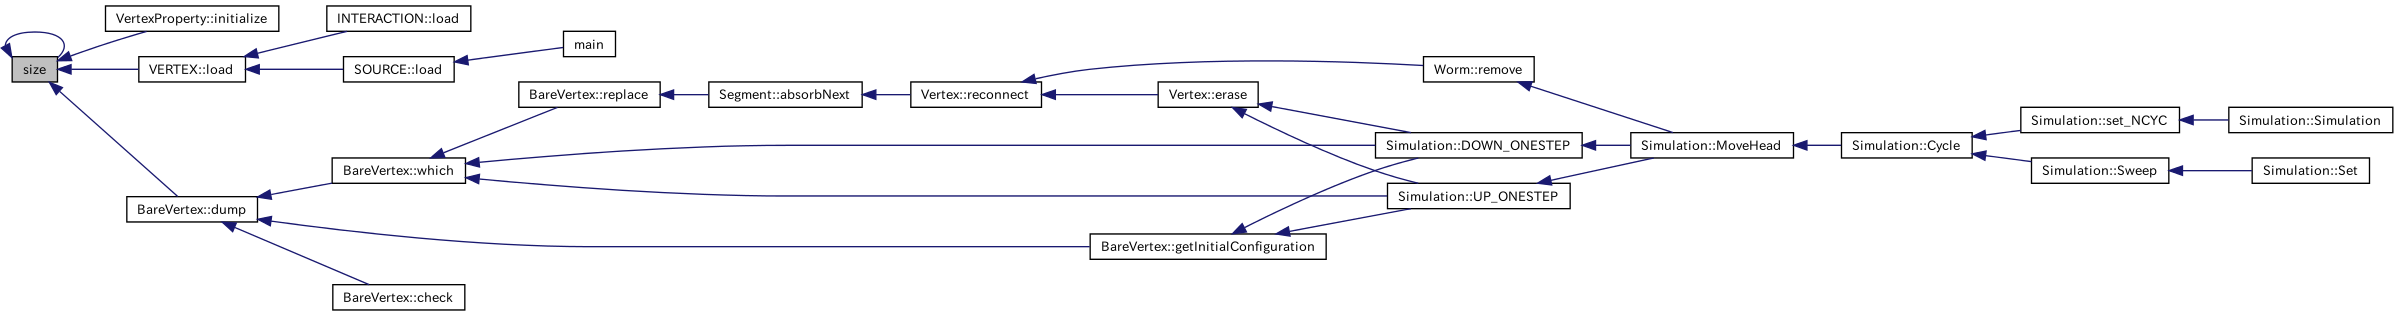 VertexProperty::initialize
INTERACTION::load
main
size
VERTEX::load
SOURCE::load
Worm::remove
BareVertex::replace
Segment::absorbNext
Vertex::reconnect
Vertex::erase
Simulation::set_NCYC
Simulation::Simulation
Simulation::DOWN_ONESTEP
Simulation::MoveHead
Simulation::Cycle
BareVertex::which
Simulation::Sweep
Simulation::Set
Simulation::UP_ONESTEP
BareVertex::dump
BareVertex::getInitialConfiguration
BareVertex::check